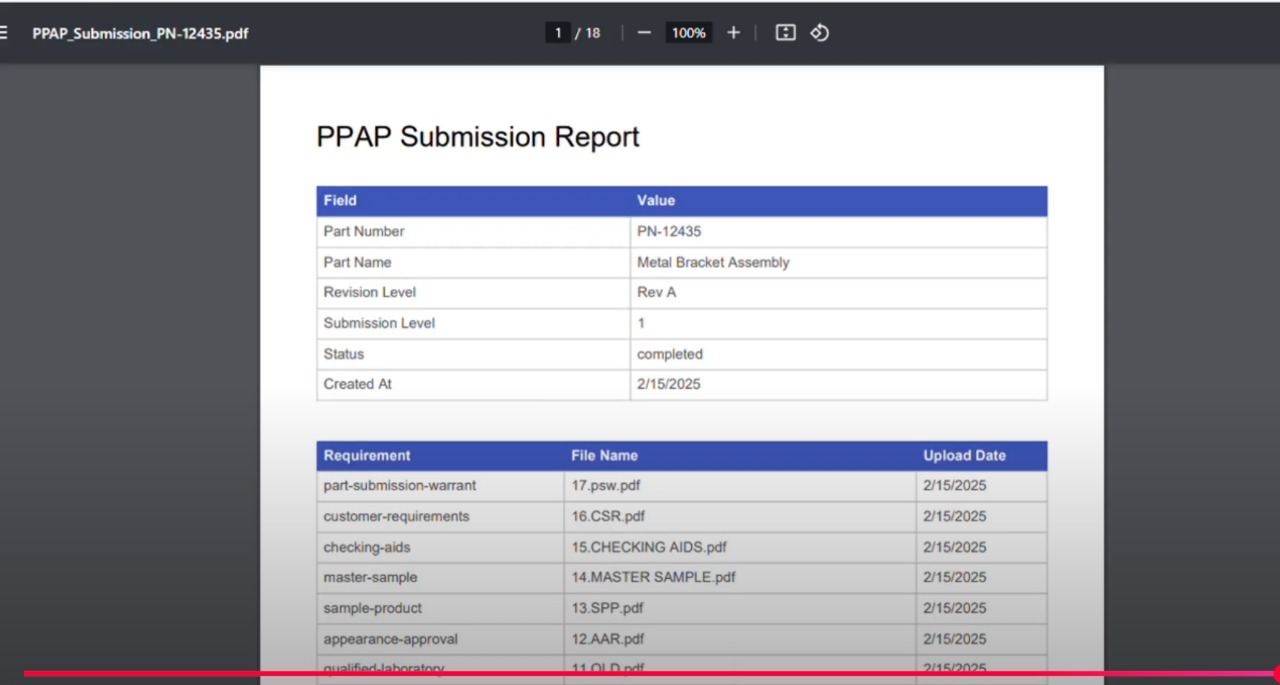 PPAP_Submission_PN-12435.pdf 1 / 18 — 100% +
PPAP Submission Report
Field Value
Part Number PN-12435
Part Name Metal Bracket Assembly
Revision Level Rev A
Submission Level 1
Status completed
Created At 2/15/2025
Requirement File Name Upload Date
part-submission-warrant 17.psw.pdf 2/15/2025
customer-requirements 16.CSR.pdf 2/15/2025
checking-aids 15.CHECKING AIDS.pdf 2/15/2025
master-sample 14.MASTER SAMPLE.pdf 2/15/2025
sample-product 13.SPP.pdf 2/15/2025
appearance-approval 12.AAR.pdf 2/15/2025
qualified-laboratory 11.QLD.pdf 2/15/2025